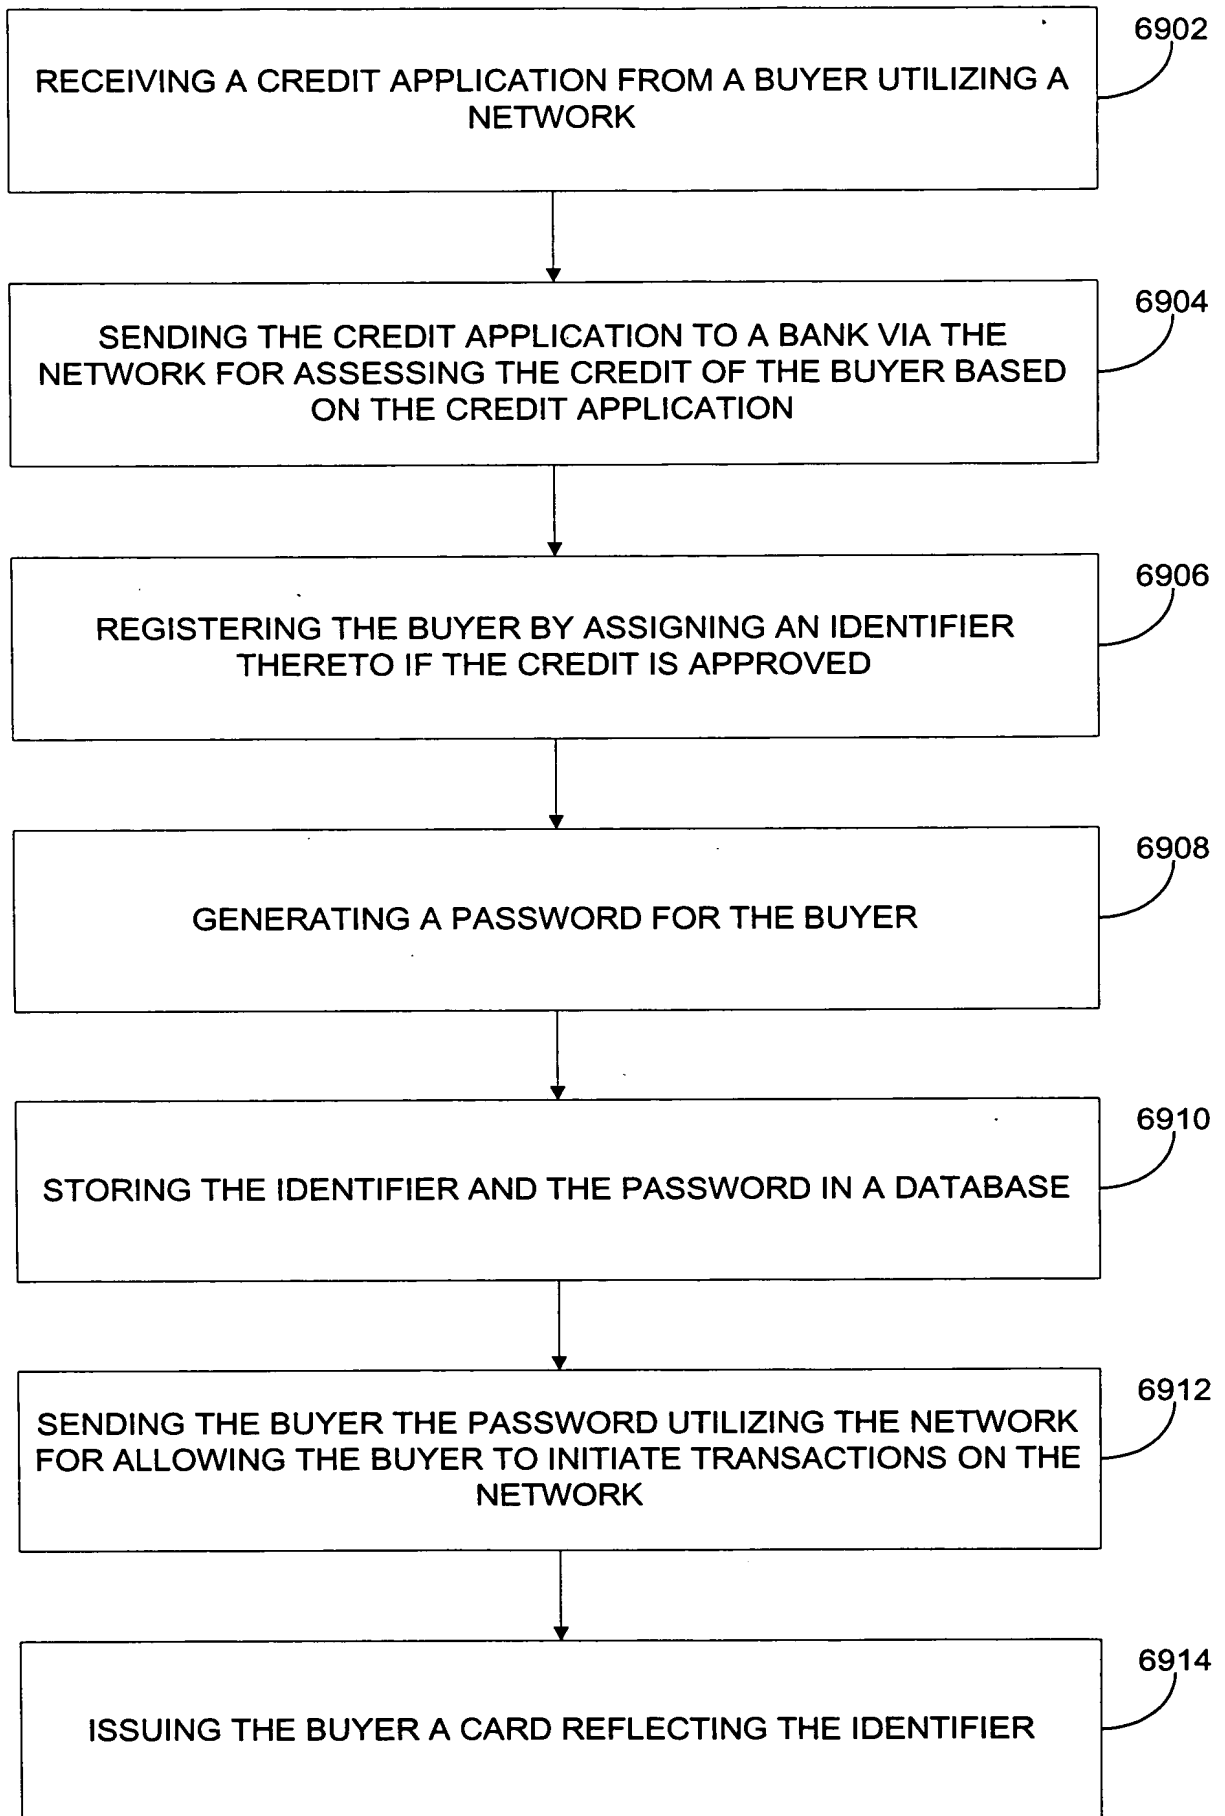 6902
RECEIVING A CREDIT APPLICATION FROM A BUYER UTILIZING A
NETWORK
6904
SENDING THE CREDIT APPLICATION TO A BANK VIA THE
NETWORK FOR ASSESSING THE CREDIT OF THE BUYER BASED
ON THE CREDIT APPLICATION
6906
REGISTERING THE BUYER BY ASSIGNING AN IDENTIFIER
THERETO IF THE CREDIT IS APPROVED
6908
GENERATING A PASSWORD FOR THE BUYER
6910
STORING THE IDENTIFIER AND THE PASSWORD IN A DATABASE
6912
SENDING THE BUYER THE PASSWORD UTILIZING THE NETWORK
FOR ALLOWING THE BUYER TO INITIATE TRANSACTIONS ON THE
NETWORK
6914
ISSUING THE BUYER A CARD REFLECTING THE IDENTIFIER